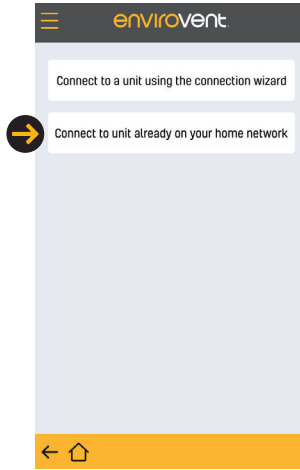 envirovent
Connect to a unit using the connection wizard
Connect to unit already on your home network